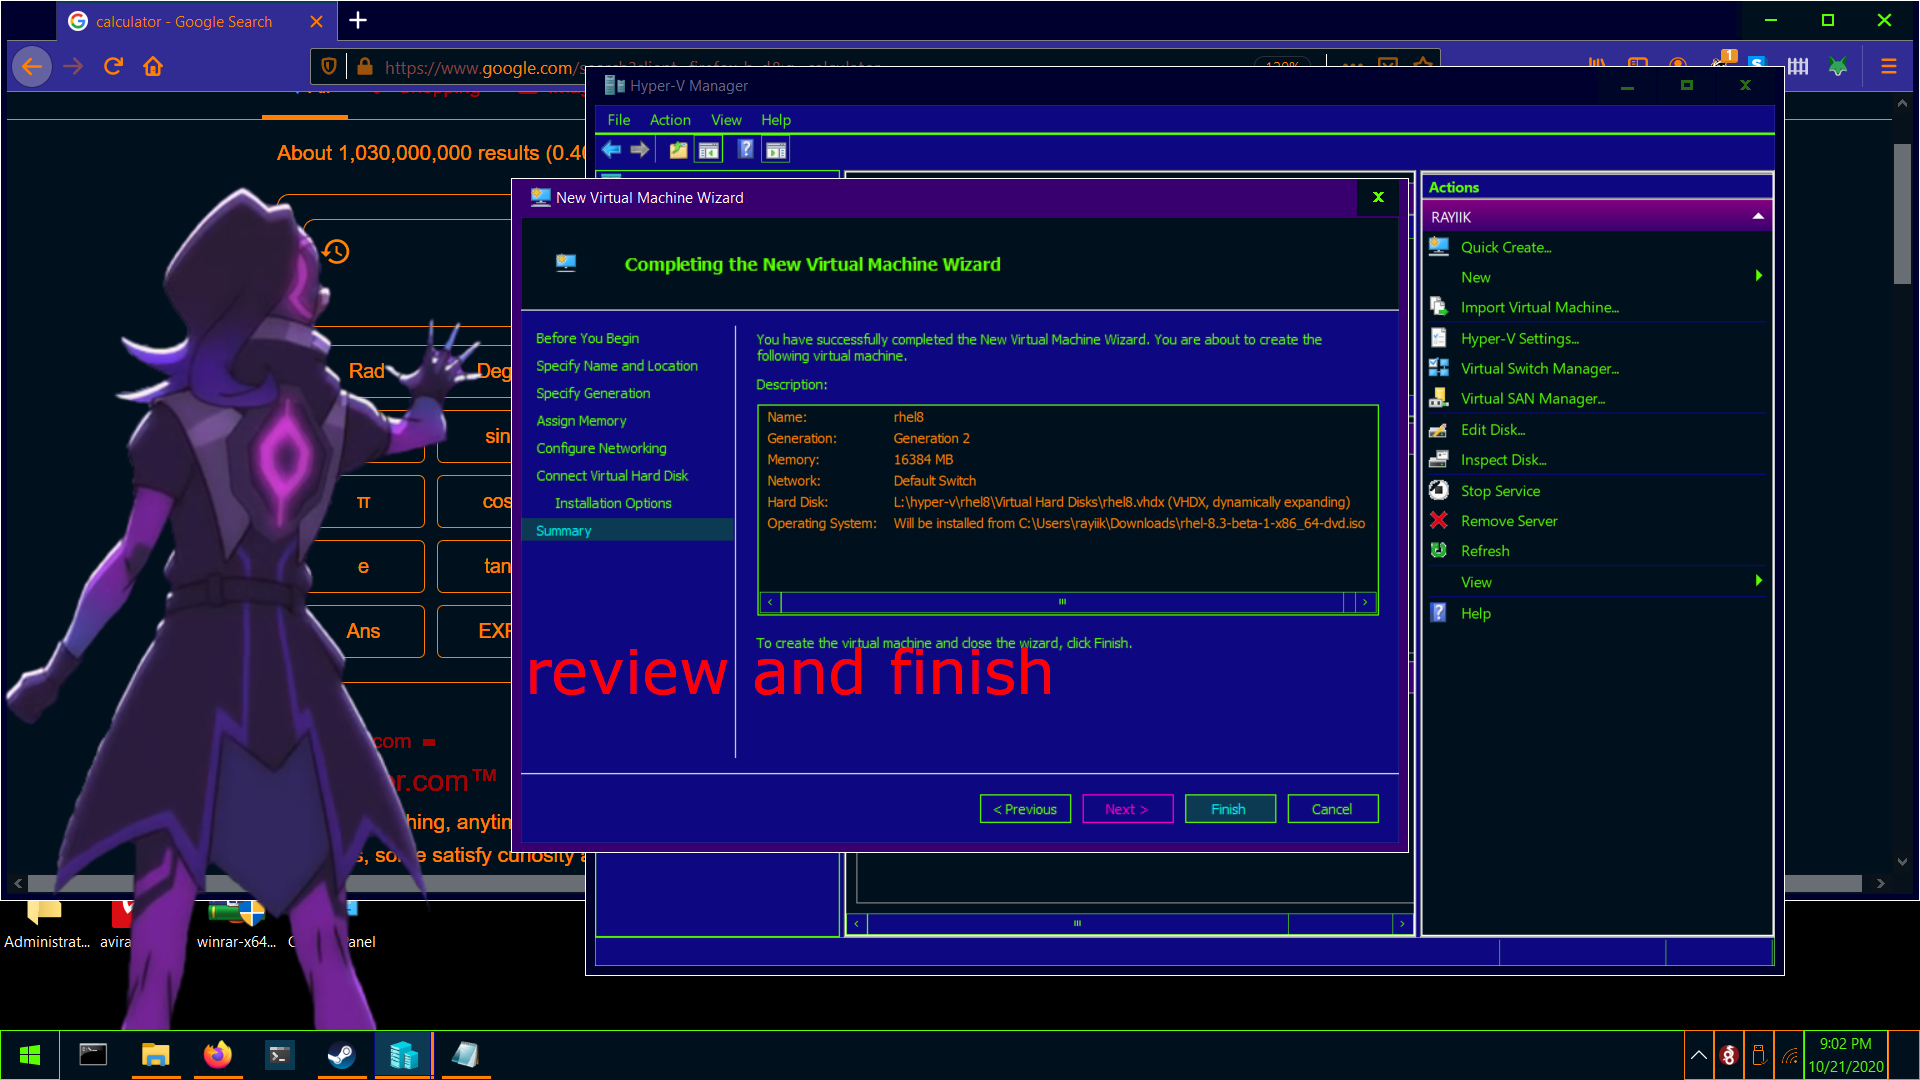 calculator - Google Search
https://www.google.com/search?client=firefox-b-d&q=calculator
120%
1
About 1,030,000,000 results (0.4
Rad
Deg
sin
π
cos
e
tan
Ans
EXP
.com
r.com™
hing, anytim
satisfy curiosity a
Hyper-V Manager
File Action View Help
New Virtual Machine Wizard
Completing the New Virtual Machine Wizard
Before You Begin
Specify Name and Location
Specify Generation
Assign Memory
Configure Networking
Connect Virtual Hard Disk
Installation Options
Summary
You have successfully completed the New Virtual Machine Wizard. You are about to create the
following virtual machine.
Description:
Name: rhel8
Generation: Generation 2
Memory: 16384 MB
Network: Default Switch
Hard Disk: L:\hyper-v\rhel8\Virtual Hard Disks\rhel8.vhdx (VHDX, dynamically expanding)
Operating System: Will be installed from C:\Users\rayiik\Downloads\rhel-8.3-beta-1-x86_64-dvd.iso
To create the virtual machine and close the wizard, click Finish.
review and finish
< Previous
Next >
Finish
Cancel
Actions
RAYIIK
Quick Create...
New
Import Virtual Machine...
Hyper-V Settings...
Virtual Switch Manager...
Virtual SAN Manager...
Edit Disk...
Inspect Disk...
Stop Service
Remove Server
Refresh
View
Help
Administrat...
avira
winrar-x64...
C
Panel
9:02 PM
10/21/2020